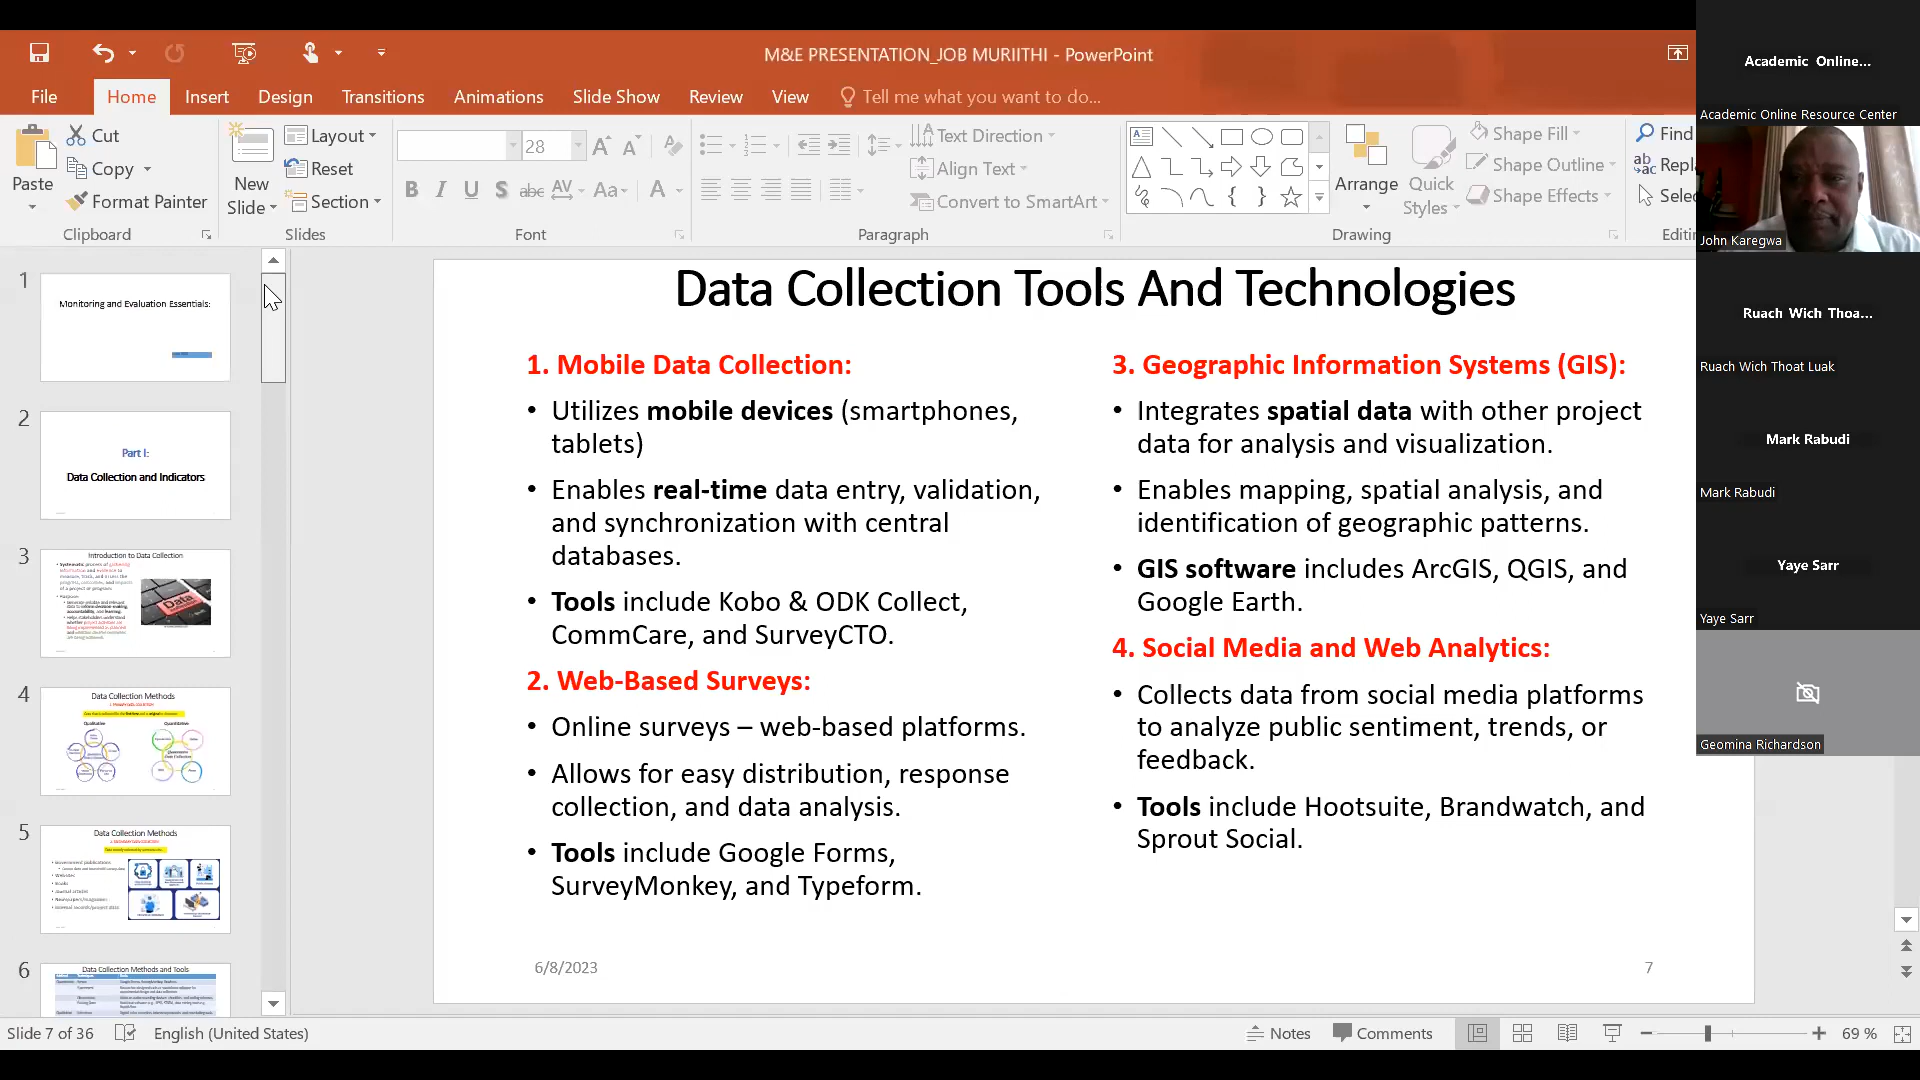 M&E PRESENTATION_JOB MURIITHI - PowerPoint
File Home Insert Design Transitions Animations Slide Show Review View Tell me what you want to do...
Paste
Cut
Copy
Format Painter
Clipboard
New Slide
Layout
Reset
Section
Slides
28
Font
Text Direction
Align Text
Convert to SmartArt
Paragraph
Arrange
Quick Styles
Shape Fill
Shape Outline
Shape Effects
Drawing
Find
Repla
Selec
Editin
1
Monitoring and Evaluation Essentials:
2
Part I:
Data Collection and Indicators
3
Introduction to Data Collection
Data
4
Data Collection Methods
Qualitative
Quantitative
5
Data Collection Methods
6
Data Collection Methods and Tools
Data Collection Tools And Technologies
1. Mobile Data Collection:
• Utilizes mobile devices (smartphones,
tablets)
• Enables real-time data entry, validation,
and synchronization with central
databases.
• Tools include Kobo & ODK Collect,
CommCare, and SurveyCTO.
2. Web-Based Surveys:
• Online surveys – web-based platforms.
• Allows for easy distribution, response
collection, and data analysis.
• Tools include Google Forms,
SurveyMonkey, and Typeform.
3. Geographic Information Systems (GIS):
• Integrates spatial data with other project
data for analysis and visualization.
• Enables mapping, spatial analysis, and
identification of geographic patterns.
• GIS software includes ArcGIS, QGIS, and
Google Earth.
4. Social Media and Web Analytics:
• Collects data from social media platforms
to analyze public sentiment, trends, or
feedback.
• Tools include Hootsuite, Brandwatch, and
Sprout Social.
6/8/2023
7
Academic Online...
Academic Online Resource Center
John Karegwa
Ruach Wich Thoa...
Ruach Wich Thoat Luak
Mark Rabudi
Mark Rabudi
Yaye Sarr
Yaye Sarr
Geomina Richardson
Slide 7 of 36
English (United States)
Notes
Comments
69 %